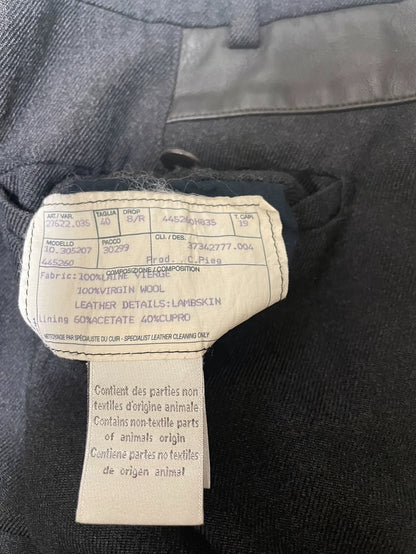 ART./VAR. TAGLIA DROP T. CAR
27622.035 40 8/R 19
MODELLO PACCO CLI./DES.
10.305207 30299 37342777.004
445260 Prod. .C.Pieg
COMPOSIZIONE/COMPOSITION
Fabric:100%LAINE VIERGE
100%VIRGIN WOOL
LEATHER DETAILS:LAMBSKIN
Lining 60%ACETATE 40%CUPRO
NETTOYAGE PAR SPÉCIALISTE DU CUIR - SPECIALIST LEATHER CLEANING ONLY
Contient des parties non
textiles d'origine animale
Contains non-textile parts
of animals origin
Contiene partes no textiles
de origen animal